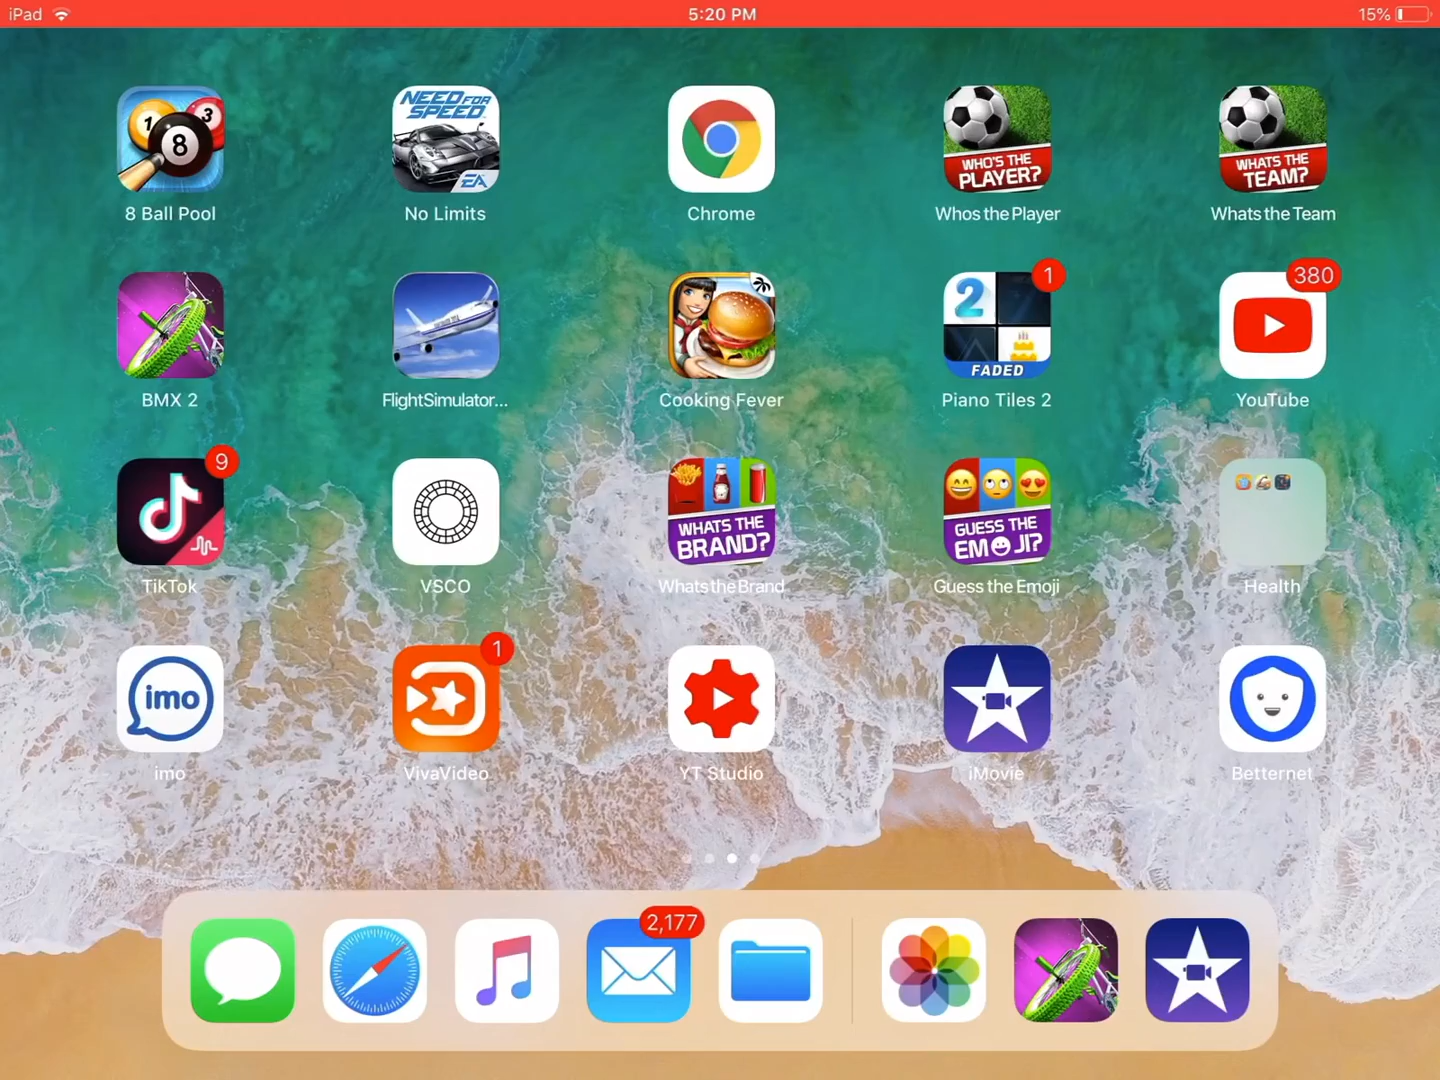 iPad 5:20 PM 15%
1 3 8
NEED FOR SPEED
EA
WHO'S THE PLAYER?
WHATS THE TEAM?
8 Ball Pool No Limits Chrome Whos the Player Whats the Team
2 1 380
FADED
BMX 2 FlightSimulator... Cooking Fever Piano Tiles 2 YouTube
9
WHATS THE BRAND?
GUESS THE EMOJI?
TikTok VSCO Whats the Brand Guess the Emoji Health
imo 1
imo VivaVideo YT Studio iMovie Betternet
2,177